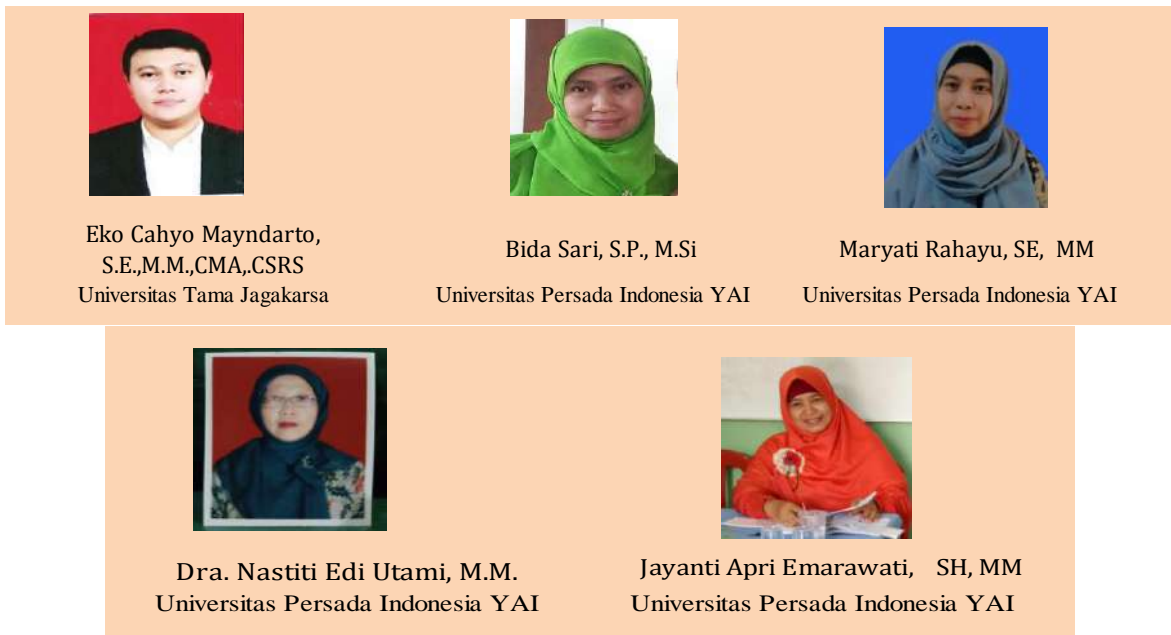 Eko Cahyo Mayndarto,
S.E.,M.M.,CMA,.CSRS
Universitas Tama Jagakarsa
Bida Sari, S.P., M.Si
Universitas Persada Indonesia YAI
Maryati Rahayu, SE, MM
Universitas Persada Indonesia YAI
Dra. Nastiti Edi Utami, M.M.
Universitas Persada Indonesia YAI
Jayanti Apri Emarawati, SH, MM
Universitas Persada Indonesia YAI